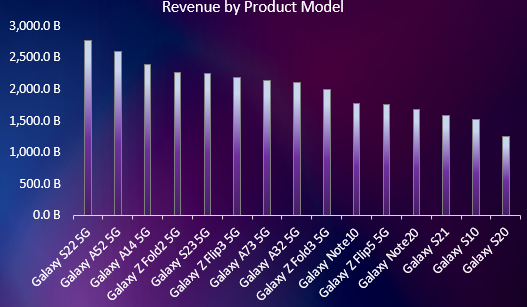 Revenue by Product Model
3,000.0 B
2,500.0 B
2,000.0 B
1,500.0 B
1,000.0 B
500.0 B
0.0 B
Galaxy S22 5G
Galaxy A52 5G
Galaxy A14 5G
Galaxy Z Fold2 5G
Galaxy S23 5G
Galaxy Z Flip3 5G
Galaxy A73 5G
Galaxy A32 5G
Galaxy Z Fold3 5G
Galaxy Note10
Galaxy Z Flip5 5G
Galaxy Note20
Galaxy S21
Galaxy S10
Galaxy S20